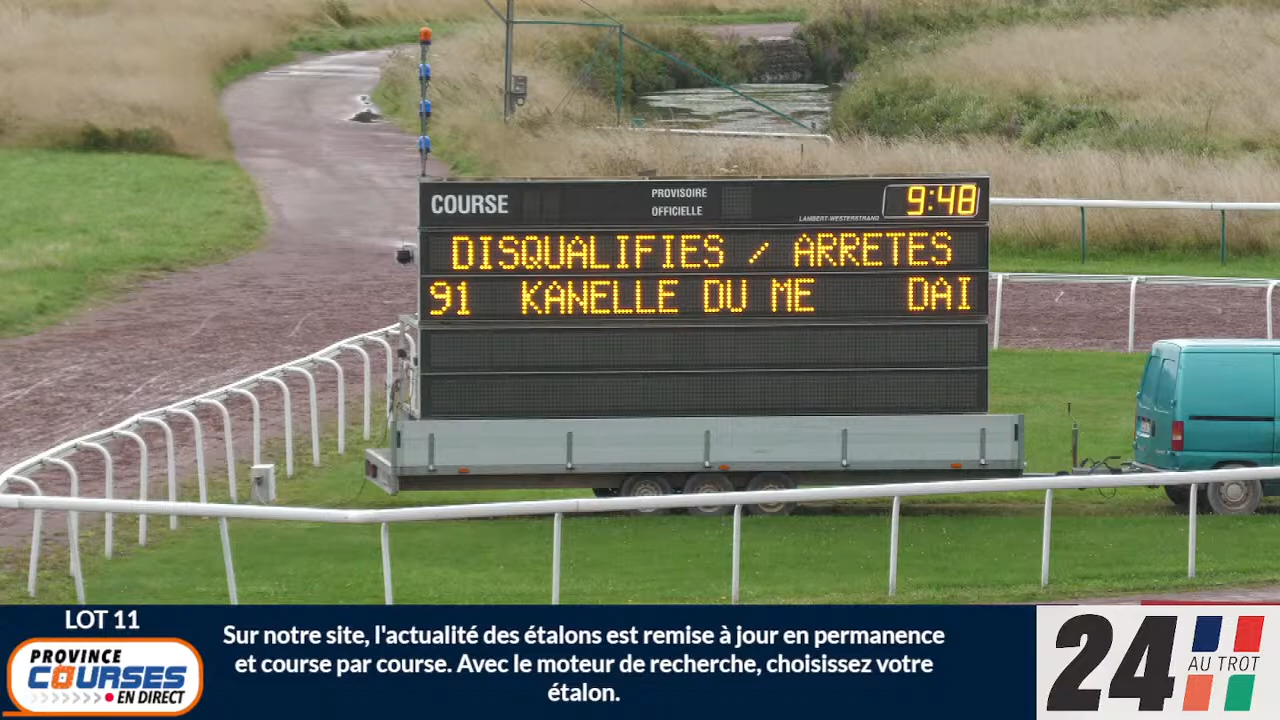 COURSE
PROVISOIRE
OFFICIELLE
LAMBERT-WESTERSTRAND
9:48
DISQUALIFIES / ARRETES
91 KANELLE DU ME DAI
LOT 11
PROVINCE
COURSES
EN DIRECT
Sur notre site, l'actualité des étalons est remise à jour en permanence
et course par course. Avec le moteur de recherche, choisissez votre
étalon.
24
AU TROT